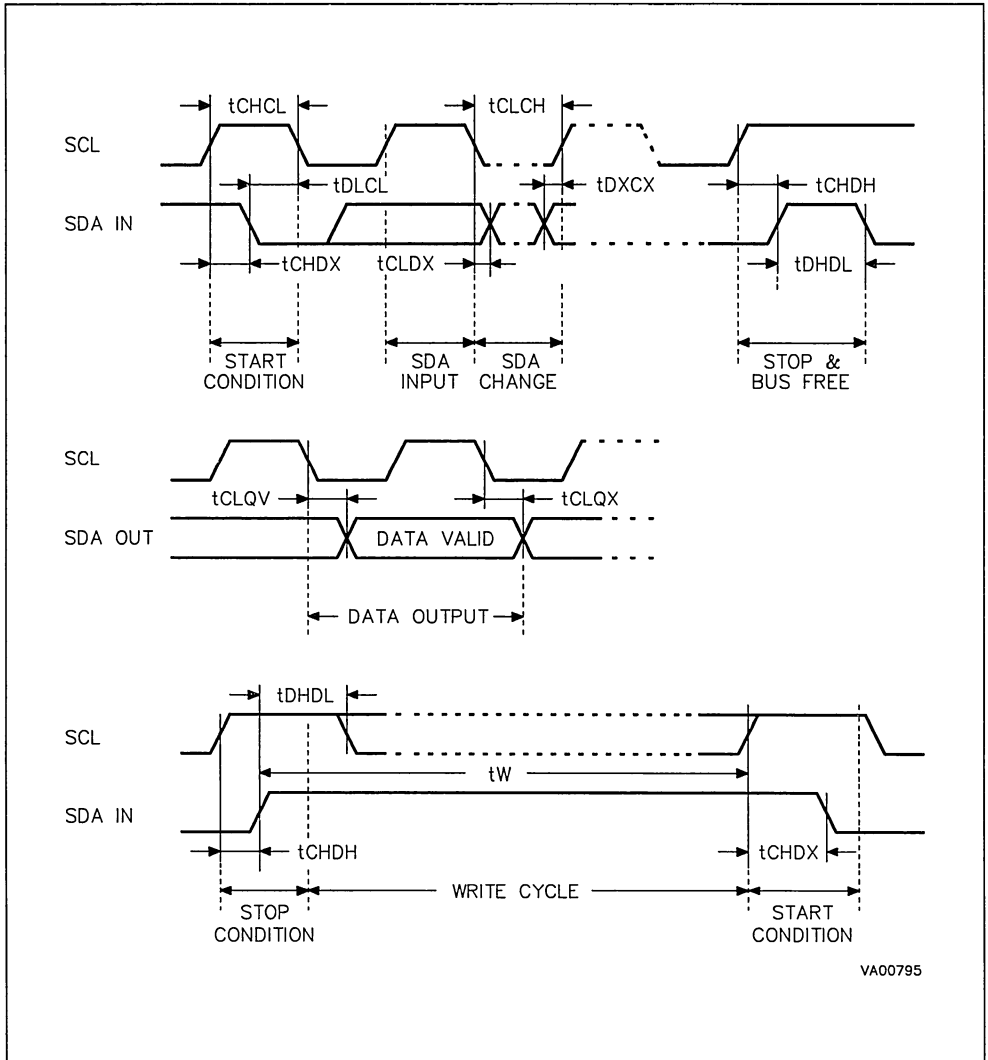 tCHCL
tCLCH
SCL
tDLCL
tDXCX
tCHDH
SDA IN
tCHDX
tCLDX
tDHDL
START
CONDITION
SDA
INPUT
SDA
CHANGE
STOP &
BUS FREE
SCL
tCLQV
tCLQX
SDA OUT
DATA VALID
DATA OUTPUT
tDHDL
SCL
tW
SDA IN
tCHDH
tCHDX
WRITE CYCLE
STOP
CONDITION
START
CONDITION
VA00795